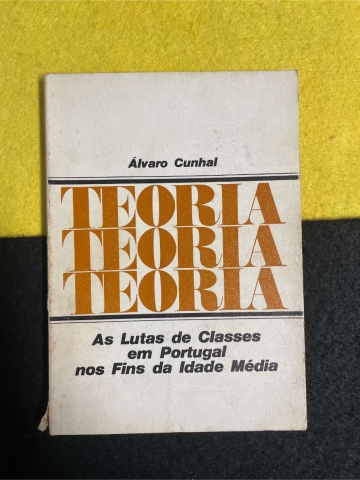 Álvaro Cunhal
TEORIA
TEORIA
TEORIA
As Lutas de Classes
em Portugal
nos Fins da Idade Média